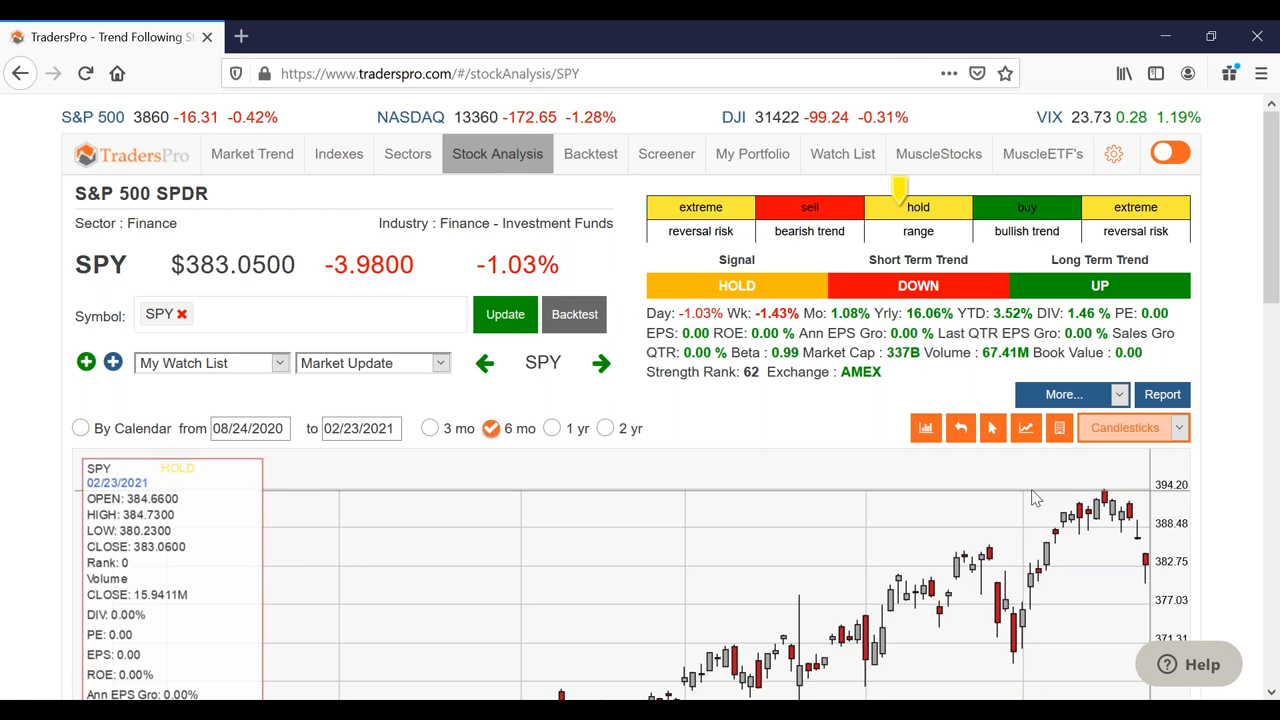 TradersPro - Trend Following St
https://www.traderspro.com/#/stockAnalysis/SPY
S&P 500 3860 -16.31 -0.42% NASDAQ 13360 -172.65 -1.28% DJI 31422 -99.24 -0.31% VIX 23.73 0.28 1.19%
TradersPro Market Trend Indexes Sectors Stock Analysis Backtest Screener My Portfolio Watch List MuscleStocks MuscleETF's
S&P 500 SPDR
Sector : Finance Industry : Finance - Investment Funds
SPY $383.0500 -3.9800 -1.03%
Symbol: SPY Update Backtest
My Watch List Market Update SPY
extreme sell hold buy extreme
reversal risk bearish trend range bullish trend reversal risk
Signal Short Term Trend Long Term Trend
HOLD DOWN UP
Day: -1.03% Wk: -1.43% Mo: 1.08% Yrly: 16.06% YTD: 3.52% DIV: 1.46 % PE: 0.00
EPS: 0.00 ROE: 0.00 % Ann EPS Gro: 0.00 % Last QTR EPS Gro: 0.00 % Sales Gro
QTR: 0.00 % Beta : 0.99 Market Cap : 337B Volume : 67.41M Book Value : 0.00
Strength Rank: 62 Exchange : AMEX
More... Report
By Calendar from 08/24/2020 to 02/23/2021 3 mo 6 mo 1 yr 2 yr
Candlesticks
SPY HOLD
02/23/2021
OPEN: 384.6600
HIGH: 384.7300
LOW: 380.2300
CLOSE: 383.0600
Rank: 0
Volume
CLOSE: 15.9411M
DIV: 0.00%
PE: 0.00
EPS: 0.00
ROE: 0.00%
Ann EPS Gro: 0.00%
394.20
388.48
382.75
377.03
371.31
Help